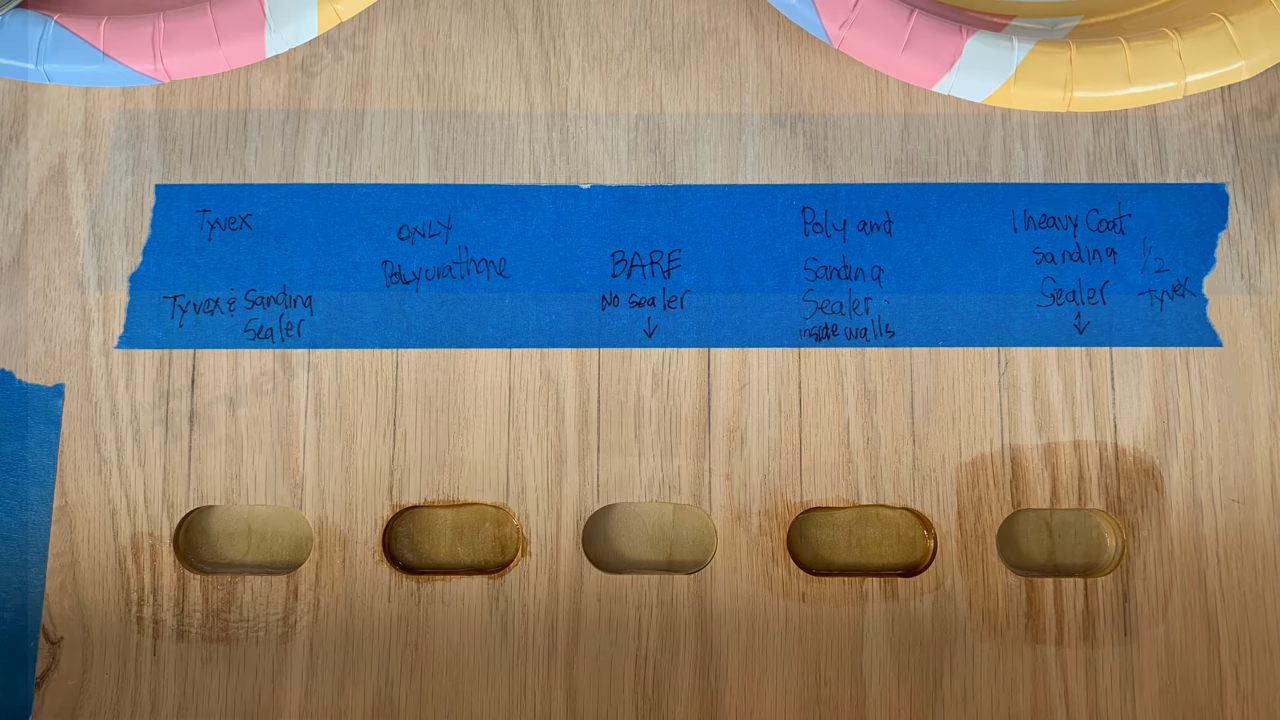 Tyvex
Tyvex & Sanding
Sealer
ONLY
Polyurathane
BARE
No sealer
↓
Poly and
Sanding
Sealer
inside walls
1 heavy Coat
Sanding
Sealer
↓
1/2
Tyvex